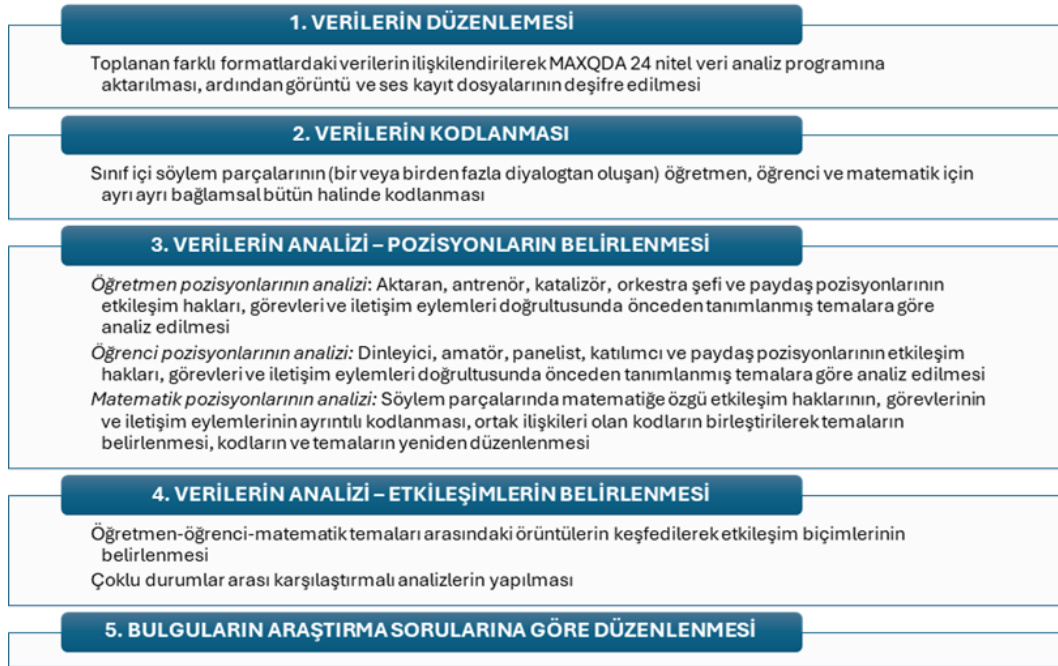 1. VERİLERİN DÜZENLEMESİ
Toplanan farklı formatlardaki verilerin ilişkilendirilerek MAXQDA 24 nitel veri analiz programına
aktarılması, ardından görüntü ve ses kayıt dosyalarının deşifre edilmesi
2. VERİLERİN KODLANMASI
Sınıf içi söylem parçalarının (bir veya birden fazla diyalogtan oluşan) öğretmen, öğrenci ve matematik için
ayrı ayrı bağlamsal bütün halinde kodlanması
3. VERİLERİN ANALİZİ – POZİSYONLARIN BELİRLENMESİ
Öğretmen pozisyonlarının analizi: Aktaran, antrenör, katalizör, orkestra şefi ve paydaş pozisyonlarının
etkileşim hakları, görevleri ve iletişim eylemleri doğrultusunda önceden tanımlanmış temalara göre
analiz edilmesi
Öğrenci pozisyonlarının analizi: Dinleyici, amatör, panelist, katılımcı ve paydaş pozisyonlarının etkileşim
hakları, görevleri ve iletişim eylemleri doğrultusunda önceden tanımlanmış temalara göre analiz edilmesi
Matematik pozisyonlarının analizi: Söylem parçalarında matematiğe özgü etkileşim haklarının, görevlerinin
ve iletişim eylemlerinin ayrıntılı kodlanması, ortak ilişkileri olan kodların birleştirilerek temaların
belirlenmesi, kodların ve temaların yeniden düzenlenmesi
4. VERİLERİN ANALİZİ – ETKİLEŞİMLERİN BELİRLENMESİ
Öğretmen-öğrenci-matematik temaları arasındaki örüntülerin keşfedilerek etkileşim biçimlerinin
belirlenmesi
Çoklu durumlar arası karşılaştırmalı analizlerin yapılması
5. BULGULARIN ARAŞTIRMA SORULARINA GÖRE DÜZENLENMESİ